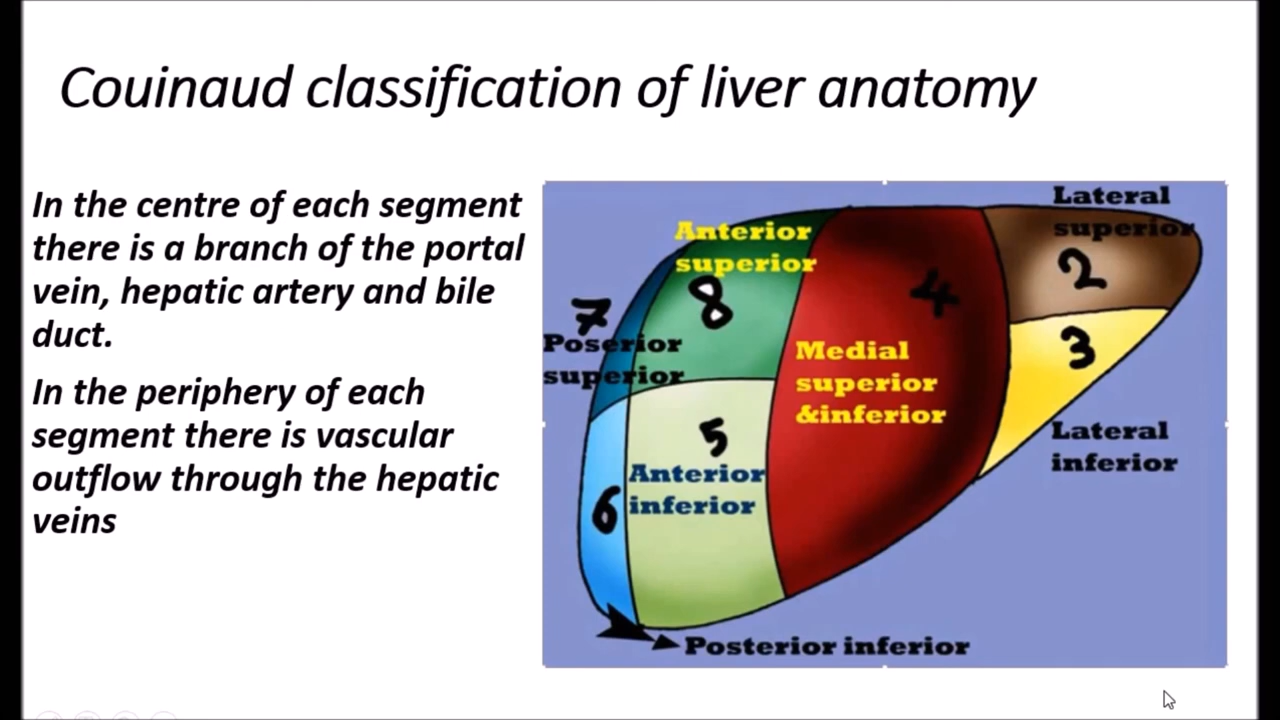 Couinaud classification of liver anatomy
In the centre of each segment
there is a branch of the portal
vein, hepatic artery and bile
duct.
In the periphery of each
segment there is vascular
outflow through the hepatic
veins
Lateral
superior
2
Anterior
superior
8
4
7
Poserior
superior
3
Medial
superior
&inferior
5
Anterior
inferior
Lateral
inferior
6
Posterior inferior